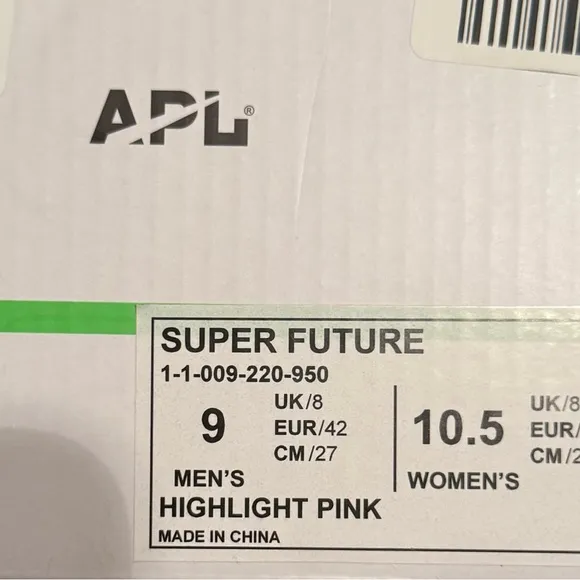 APL®
SUPER FUTURE
1-1-009-220-950
9 UK/8 10.5 UK/8
EUR/42 EUR/
CM/27 CM/2
MEN'S WOMEN'S
HIGHLIGHT PINK
MADE IN CHINA